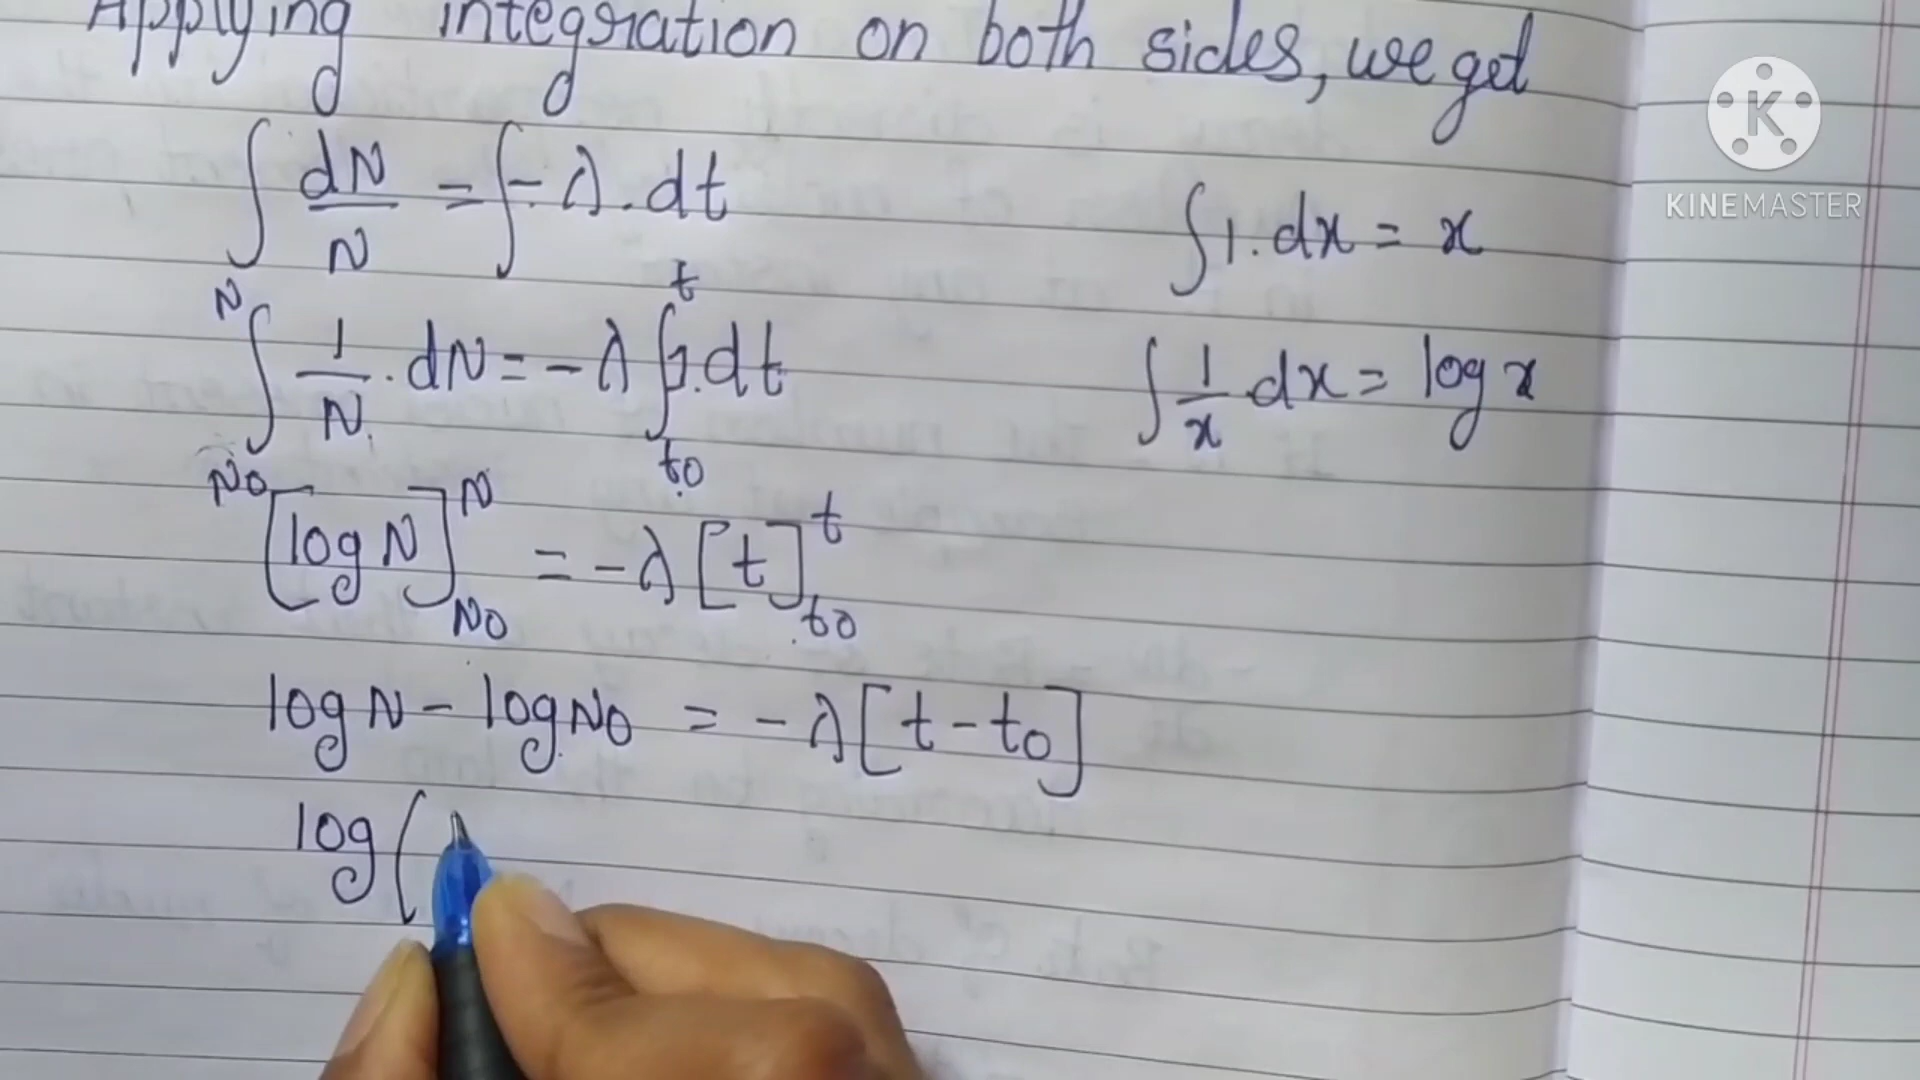 Applying integration on both sides, we get
∫ dN/N = ∫ -λ.dt
∫_{N0}^{N} 1/N . dN = -λ ∫_{t0}^{t} 1.dt
[log N]_{N0}^{N} = -λ [t]_{t0}^{t}
log N - log N0 = -λ [t - t0]
log (
∫ 1.dx = x
∫ 1/x dx = log x
K
KINEMASTER